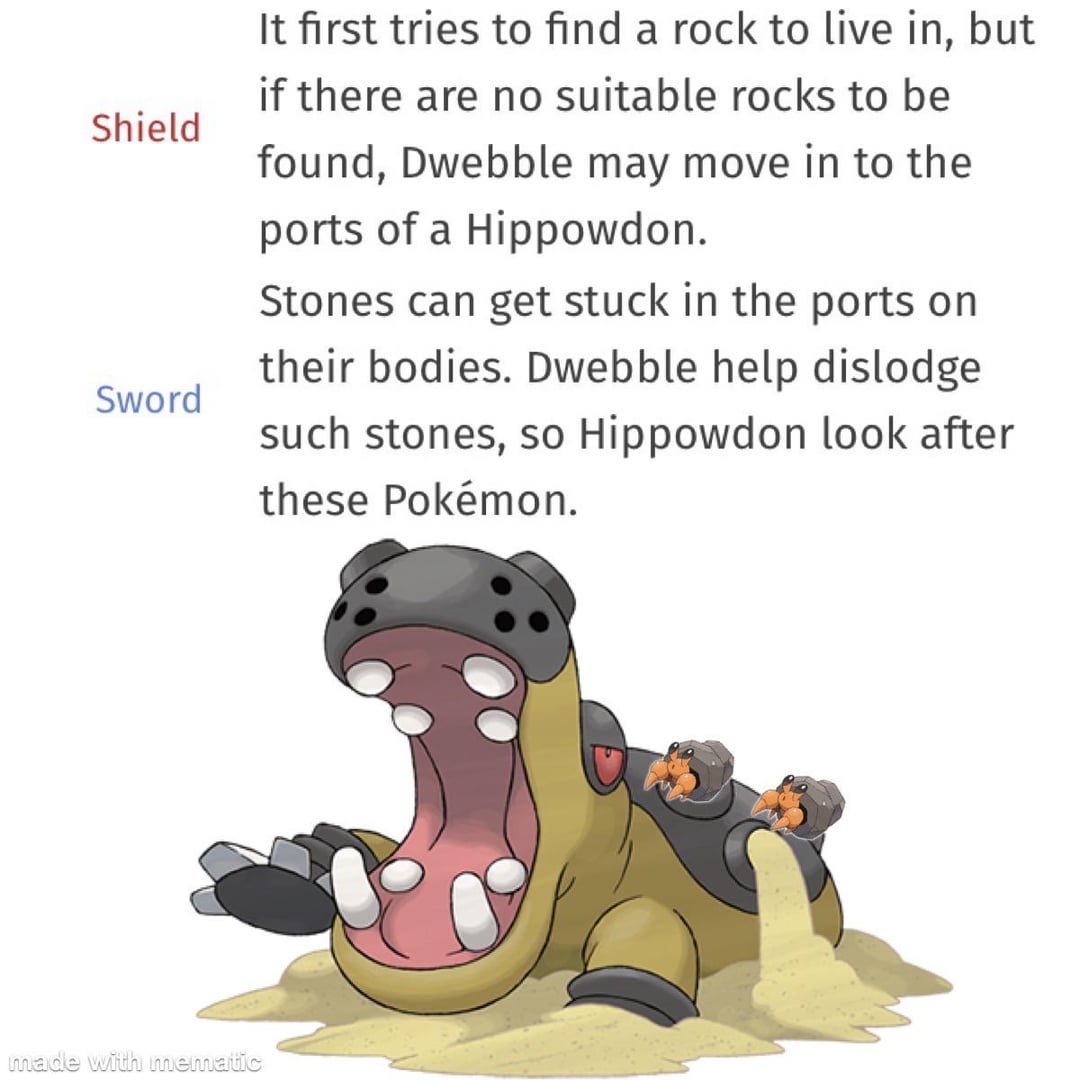 It first tries to find a rock to live in, but
if there are no suitable rocks to be
Shield
found, Dwebble may move in to the
ports of a Hippowdon.
Stones can get stuck in the ports on
their bodies. Dwebble help dislodge
Sword
such stones, so Hippowdon look after
these Pokémon.
made with mematic